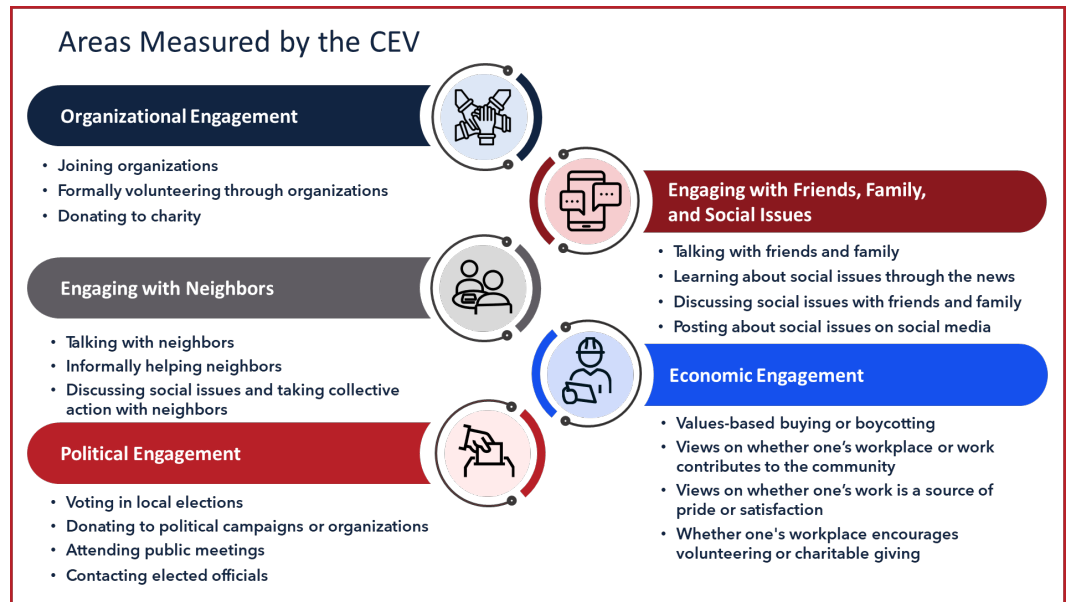 Areas Measured by the CEV
Organizational Engagement
• Joining organizations
• Formally volunteering through organizations
• Donating to charity
Engaging with Friends, Family,
and Social Issues
• Talking with friends and family
• Learning about social issues through the news
• Discussing social issues with friends and family
• Posting about social issues on social media
Engaging with Neighbors
• Talking with neighbors
• Informally helping neighbors
• Discussing social issues and taking collective
action with neighbors
Economic Engagement
• Values-based buying or boycotting
• Views on whether one’s workplace or work
contributes to the community
• Views on whether one’s work is a source of
pride or satisfaction
• Whether one's workplace encourages
volunteering or charitable giving
Political Engagement
• Voting in local elections
• Donating to political campaigns or organizations
• Attending public meetings
• Contacting elected officials